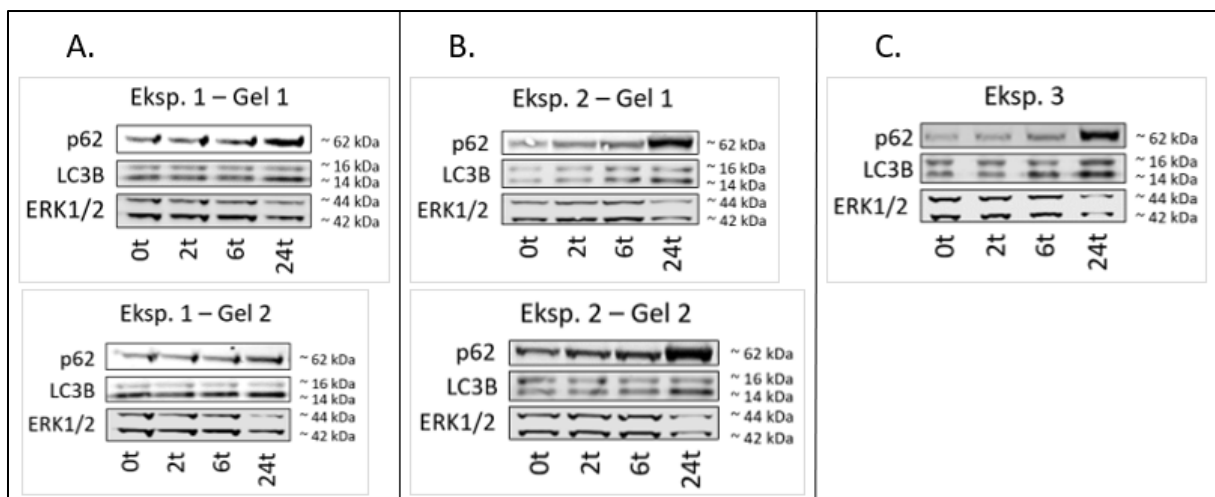 A.
Eksp. 1 – Gel 1
p62 ~ 62 kDa
LC3B ~ 16 kDa
~ 14 kDa
ERK1/2 ~ 44 kDa
~ 42 kDa
0t 2t 6t 24t
Eksp. 1 – Gel 2
p62 ~ 62 kDa
LC3B ~ 16 kDa
~ 14 kDa
ERK1/2 ~ 44 kDa
~ 42 kDa
0t 2t 6t 24t
B.
Eksp. 2 – Gel 1
p62 ~ 62 kDa
LC3B ~ 16 kDa
~ 14 kDa
ERK1/2 ~ 44 kDa
~ 42 kDa
0t 2t 6t 24t
Eksp. 2 – Gel 2
p62 ~ 62 kDa
LC3B ~ 16 kDa
~ 14 kDa
ERK1/2 ~ 44 kDa
~ 42 kDa
0t 2t 6t 24t
C.
Eksp. 3
p62 ~ 62 kDa
LC3B ~ 16 kDa
~ 14 kDa
ERK1/2 ~ 44 kDa
~ 42 kDa
0t 2t 6t 24t